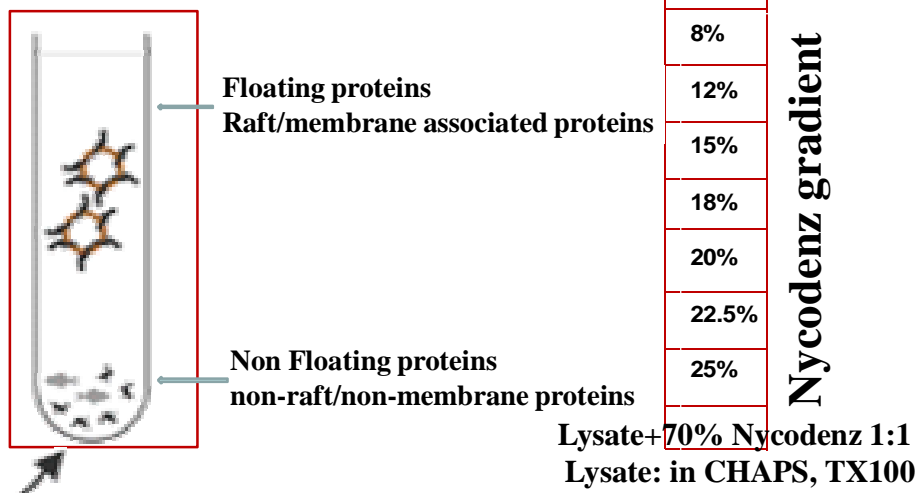 Floating proteins
Raft/membrane associated proteins
Non Floating proteins
non-raft/non-membrane proteins
8%
12%
15%
18%
20%
22.5%
25%
Nycodenz gradient
Lysate+70% Nycodenz 1:1
Lysate: in CHAPS, TX100